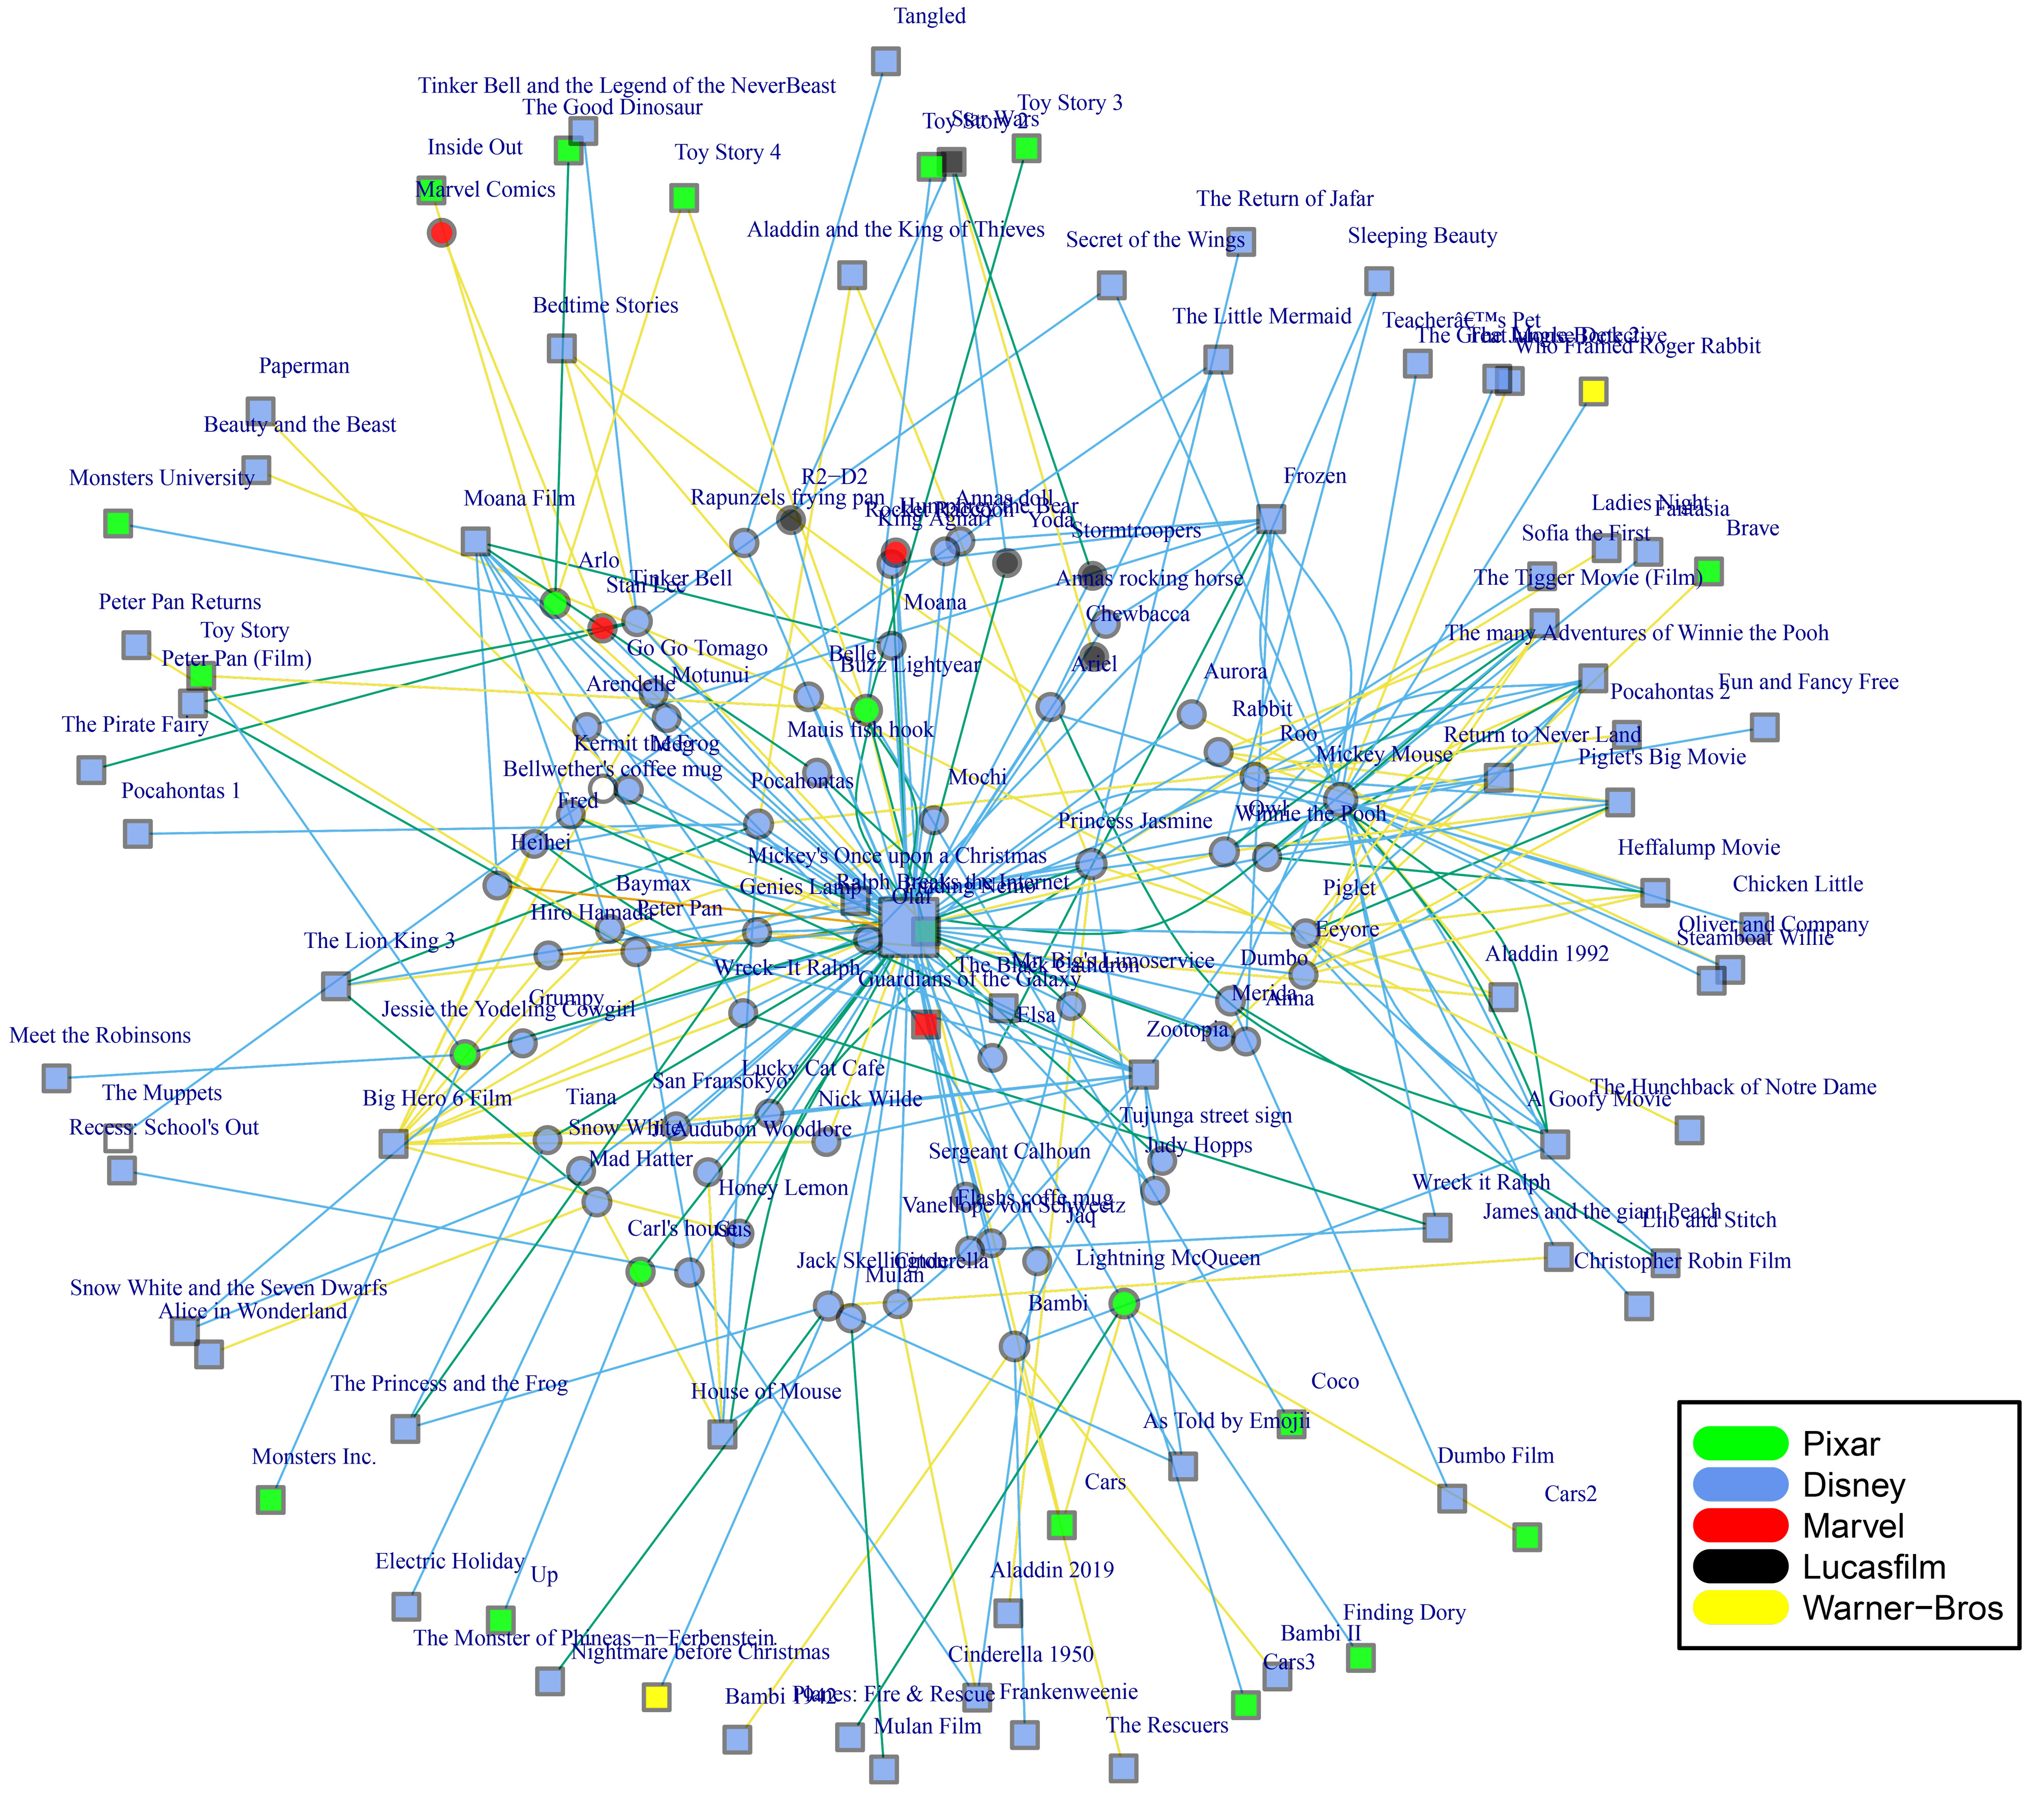 Tangled
Tinker Bell and the Legend of the NeverBeast
The Good Dinosaur
Toy Story 3
Toy Story 2
Star Wars
Inside Out
Toy Story 4
Marvel Comics
The Return of Jafar
Aladdin and the King of Thieves
Secret of the Wings
Sleeping Beauty
Bedtime Stories
The Little Mermaid
Teacherâ€™s Pet
The Great Mouse Detective
The Jungle Book 2
Who Framed Roger Rabbit
Paperman
Beauty and the Beast
Monsters University
Moana Film
R2−D2
Rapunzels frying pan
Humphrey the Bear
Annas doll
Rocket Raccoon
King Agnarr
Yoda
Stormtroopers
Frozen
Ladies Night
Fantasia
Sofia the First
Brave
Arlo
Tinker Bell
Stan Lee
Annas rocking horse
The Tigger Movie (Film)
Peter Pan Returns
Toy Story
Peter Pan (Film)
Moana
Chewbacca
Go Go Tomago
Belle
Buzz Lightyear
Motunui
Arendelle
Ariel
Aurora
The many Adventures of Winnie the Pooh
Pocahontas 2
Fun and Fancy Free
The Pirate Fairy
Mauis fish hook
Rabbit
Roo
Return to Never Land
Kermit the Frog
Meg
Mickey Mouse
Piglet's Big Movie
Bellwether's coffee mug
Pocahontas
Mochi
Pocahontas 1
Fred
Owl
Winnie the Pooh
Princess Jasmine
Heihei
Mickey's Once upon a Christmas
Heffalump Movie
Ralph Breaks the Internet
Baymax
Genies Lamp
Finding Nemo
Olaf
Piglet
Chicken Little
Hiro Hamada
Peter Pan
Eeyore
Oliver and Company
Steamboat Willie
The Lion King 3
Wreck−It Ralph
The Black Cauldron
Mr. Big's Limoservice
Dumbo
Aladdin 1992
Guardians of the Galaxy
Merida
Anna
Grumpy
Jessie the Yodeling Cowgirl
Elsa
Zootopia
Meet the Robinsons
Lucky Cat Cafe
San Fransokyo
The Muppets
Big Hero 6 Film
Tiana
Nick Wilde
The Hunchback of Notre Dame
A Goofy Movie
Recess: School's Out
Snow White
J. Audubon Woodlore
Tujunga street sign
Judy Hopps
Mad Hatter
Sergeant Calhoun
Honey Lemon
Flashs coffe mug
Vanellope von Schweetz
Jaq
Wreck it Ralph
James and the giant Peach
Lilo and Stitch
Carl's house
Gus
Jack Skellington
Cinderella
Mulan
Lightning McQueen
Christopher Robin Film
Snow White and the Seven Dwarfs
Alice in Wonderland
Bambi
The Princess and the Frog
House of Mouse
Coco
As Told by Emojii
Monsters Inc.
Dumbo Film
Cars
Cars2
Electric Holiday
Up
Aladdin 2019
Finding Dory
The Monster of Phineas−n−Ferbenstein
Nightmare before Christmas
Cinderella 1950
Bambi II
Cars3
Bambi 1942
Planes: Fire & Rescue
Frankenweenie
Mulan Film
The Rescuers
Pixar
Disney
Marvel
Lucasfilm
Warner−Bros